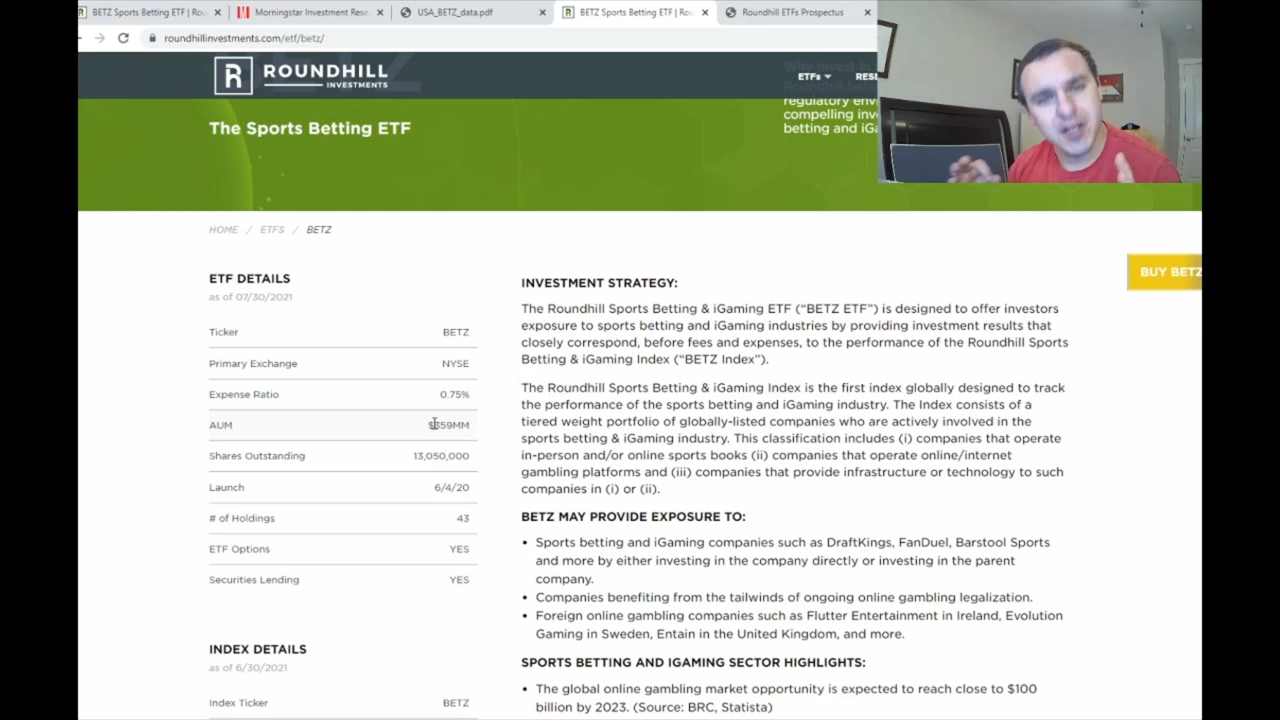 BETZ Sports Betting ETF | Rou
Morningstar Investment Rese
USA_BETZ_data.pdf
BETZ Sports Betting ETF | Rou
Roundhill ETFs Prospectus
roundhillinvestments.com/etf/betz/
ROUNDHILL
INVESTMENTS
ETFs
RESE
Why Invest in
regulatory env
compelling inve
betting and iGa
The Sports Betting ETF
HOME / ETFS / BETZ
BUY BETZ
ETF DETAILS
as of 07/30/2021
Ticker BETZ
Primary Exchange NYSE
Expense Ratio 0.75%
AUM $359MM
Shares Outstanding 13,050,000
Launch 6/4/20
# of Holdings 43
ETF Options YES
Securities Lending YES
INDEX DETAILS
as of 6/30/2021
Index Ticker BETZ
INVESTMENT STRATEGY:
The Roundhill Sports Betting & iGaming ETF (“BETZ ETF”) is designed to offer investors
exposure to sports betting and iGaming industries by providing investment results that
closely correspond, before fees and expenses, to the performance of the Roundhill Sports
Betting & iGaming Index (“BETZ Index”).
The Roundhill Sports Betting & iGaming Index is the first index globally designed to track
the performance of the sports betting and iGaming industry. The Index consists of a
tiered weight portfolio of globally-listed companies who are actively involved in the
sports betting & iGaming industry. This classification includes (i) companies that operate
in-person and/or online sports books (ii) companies that operate online/internet
gambling platforms and (iii) companies that provide infrastructure or technology to such
companies in (i) or (ii).
BETZ MAY PROVIDE EXPOSURE TO:
• Sports betting and iGaming companies such as DraftKings, FanDuel, Barstool Sports
and more by either investing in the company directly or investing in the parent
company.
• Companies benefiting from the tailwinds of ongoing online gambling legalization.
• Foreign online gambling companies such as Flutter Entertainment in Ireland, Evolution
Gaming in Sweden, Entain in the United Kingdom, and more.
SPORTS BETTING AND IGAMING SECTOR HIGHLIGHTS:
• The global online gambling market opportunity is expected to reach close to $100
billion by 2023. (Source: BRC, Statista)